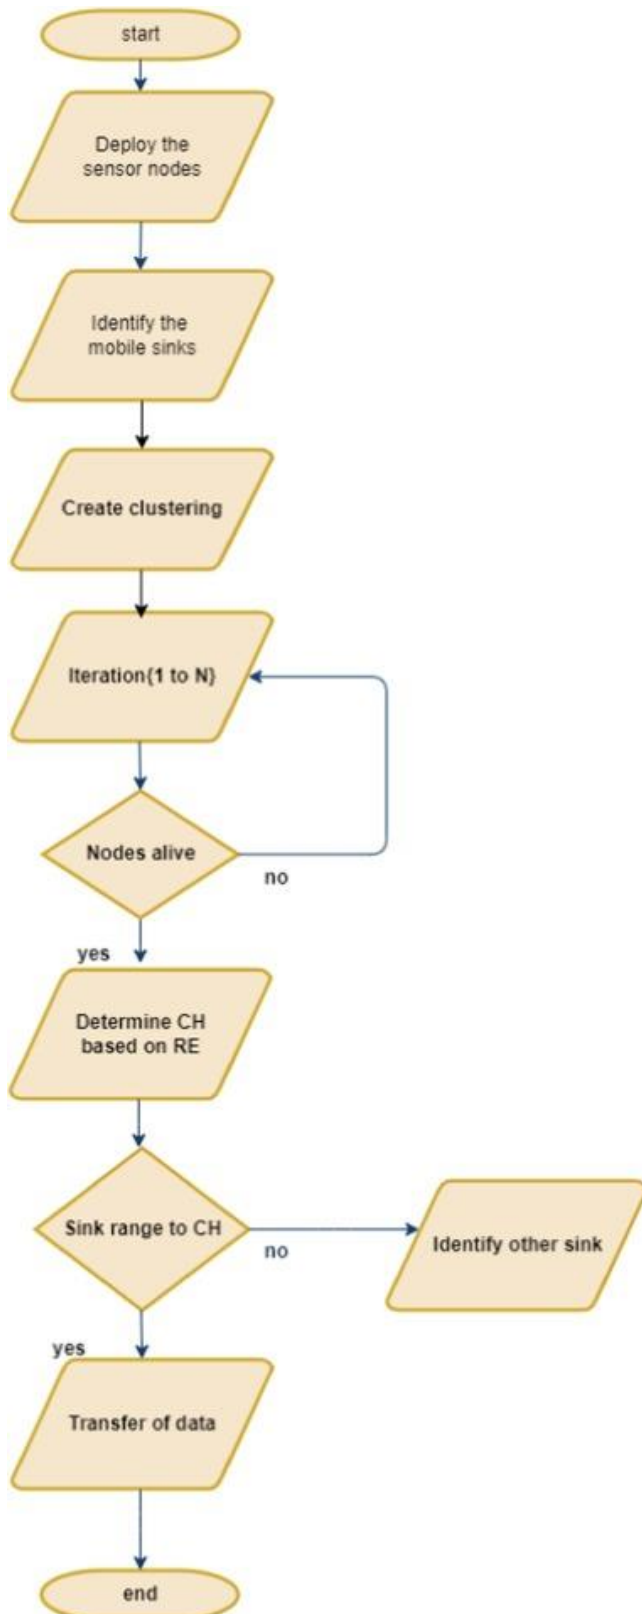 start
Deploy the
sensor nodes
Identify the
mobile sinks
Create clustering
Iteration{1 to N}
Nodes alive
no
yes
Determine CH
based on RE
Sink range to CH
no
Identify other sink
yes
Transfer of data
end